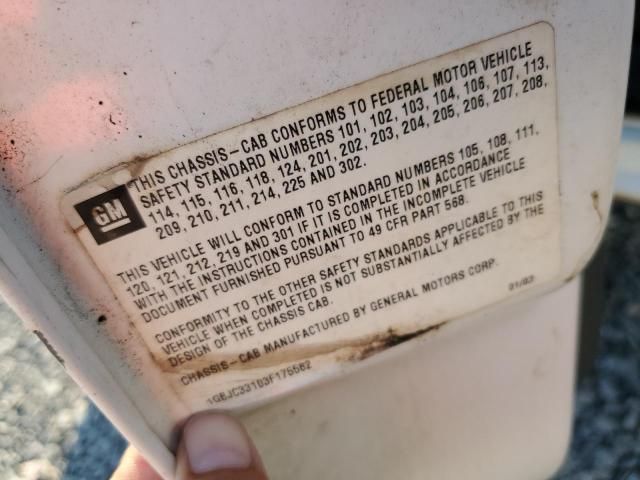 GM
THIS CHASSIS-CAB CONFORMS TO FEDERAL MOTOR VEHICLE
SAFETY STANDARD NUMBERS 101, 102, 103, 104, 106, 107, 113,
114, 115, 116, 118, 124, 201, 202, 203, 204, 205, 206, 207, 208,
209, 210, 211, 214, 225 AND 302.
THIS VEHICLE WILL CONFORM TO STANDARD NUMBERS 105, 108, 111,
120, 121, 212, 219 AND 301 IF IT IS COMPLETED IN ACCORDANCE
WITH THE INSTRUCTIONS CONTAINED IN THE INCOMPLETE VEHICLE
DOCUMENT FURNISHED PURSUANT TO 49 CFR PART 568.
CONFORMITY TO THE OTHER SAFETY STANDARDS APPLICABLE TO THIS
VEHICLE WHEN COMPLETED IS NOT SUBSTANTIALLY AFFECTED BY THE
DESIGN OF THE CHASSIS CAB.
CHASSIS-CAB MANUFACTURED BY GENERAL MOTORS CORP. 01/03
1GBJC33103F175562